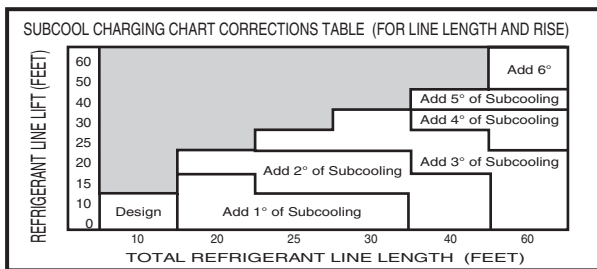 SUBCOOL CHARGING CHART CORRECTIONS TABLE (FOR LINE LENGTH AND RISE)
REFRIGERANT LINE LIFT (FEET)
60
50
40
30
25
20
15
10
0
Add 6°
Add 5° of Subcooling
Add 4° of Subcooling
Add 3° of Subcooling
Add 2° of Subcooling
Design
Add 1° of Subcooling
10 20 25 30 40 60
TOTAL REFRIGERANT LINE LENGTH (FEET)